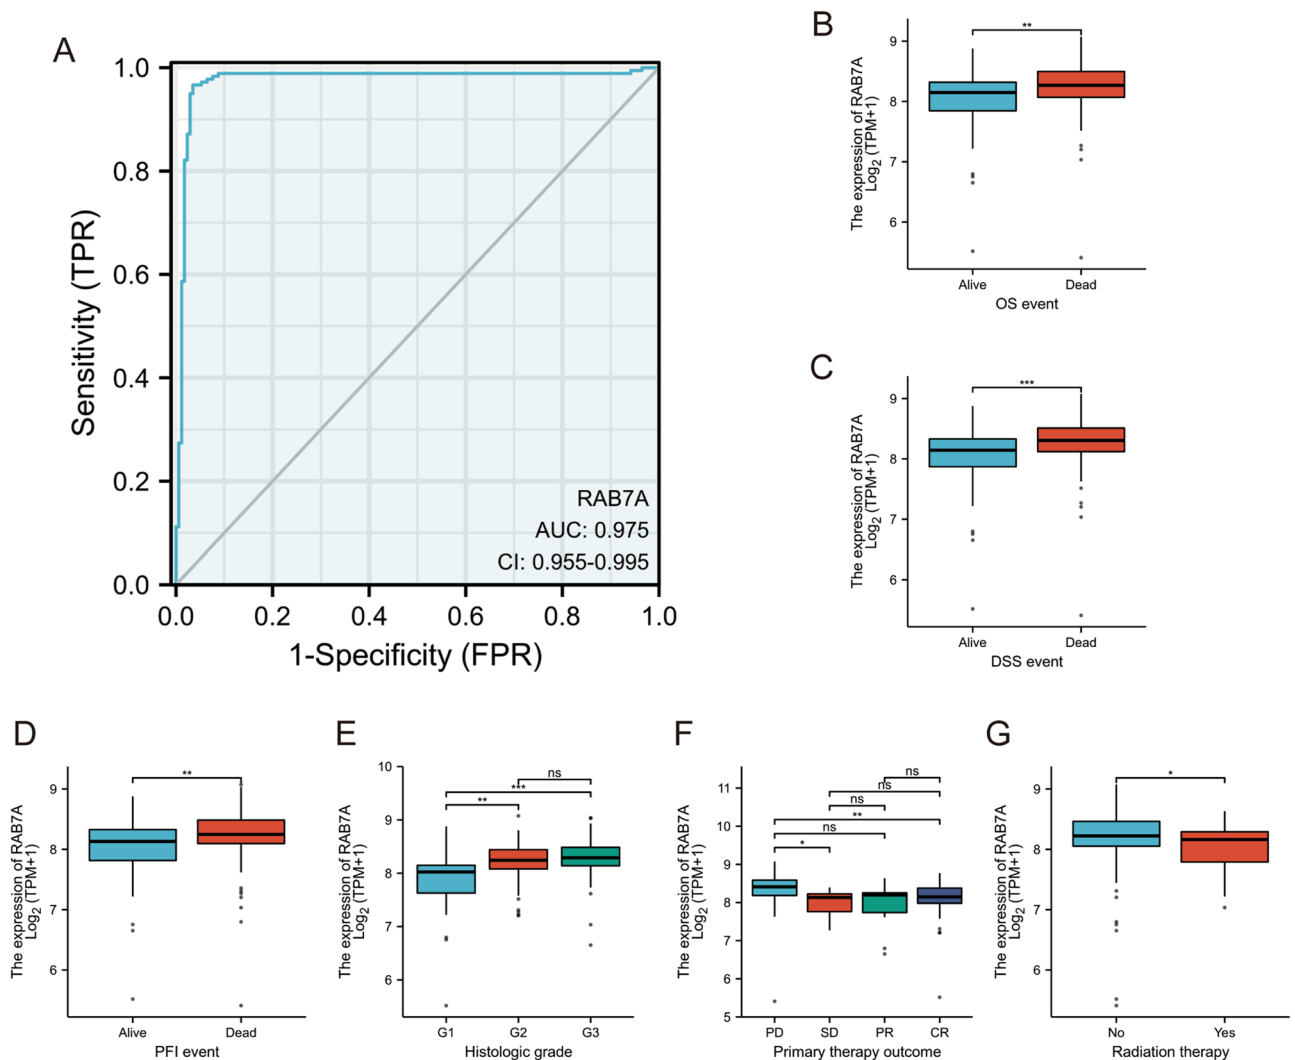 A
1.0
0.8
0.6
0.4
0.2
0.0
Sensitivity (TPR)
RAB7A
AUC: 0.975
CI: 0.955-0.995
0.0 0.2 0.4 0.6 0.8 1.0
1-Specificity (FPR)
B
The expression of RAB7A
Log2 (TPM+1)
9
8
7
6
**
Alive Dead
OS event
C
The expression of RAB7A
Log2 (TPM+1)
9
8
7
6
***
Alive Dead
DSS event
D
The expression of RAB7A
Log2 (TPM+1)
9
8
7
6
**
Alive Dead
PFI event
E
The expression of RAB7A
Log2 (TPM+1)
10
9
8
7
6
ns
***
**
G1 G2 G3
Histologic grade
F
The expression of RAB7A
Log2 (TPM+1)
11
10
9
8
7
6
5
ns
ns
ns
**
ns
*
PD SD PR CR
Primary therapy outcome
G
The expression of RAB7A
Log2 (TPM+1)
9
8
7
6
*
No Yes
Radiation therapy